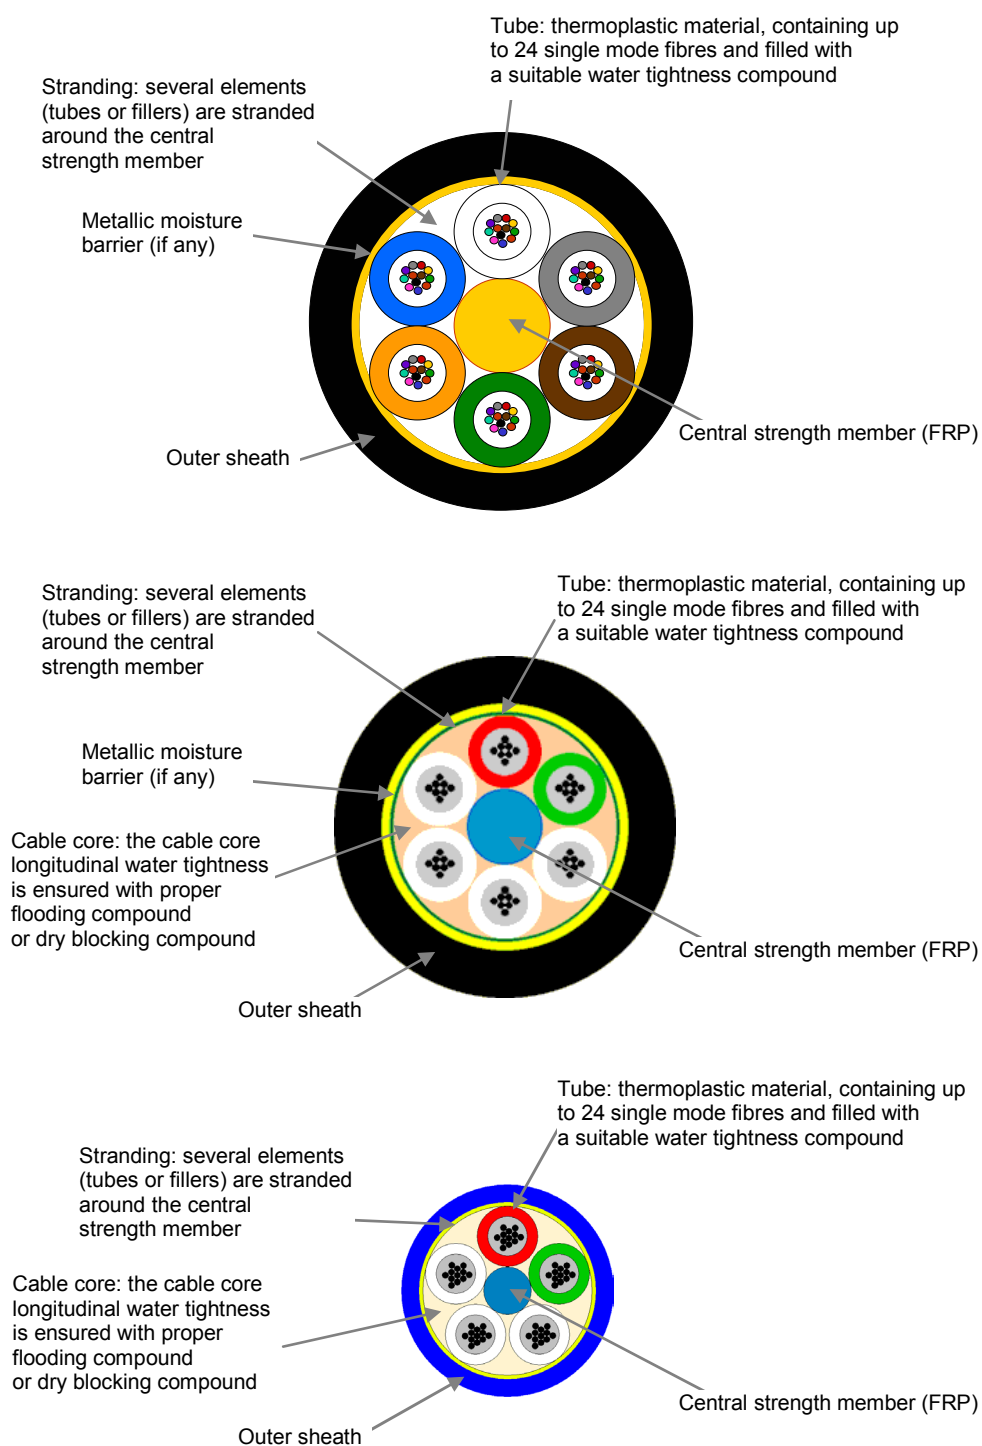 Tube: thermoplastic material, containing up
to 24 single mode fibres and filled with
a suitable water tightness compound
Stranding: several elements
(tubes or fillers) are stranded
around the central
strength member
Metallic moisture
barrier (if any)
Central strength member (FRP)
Outer sheath
Tube: thermoplastic material, containing up
to 24 single mode fibres and filled with
a suitable water tightness compound
Stranding: several elements
(tubes or fillers) are stranded
around the central
strength member
Metallic moisture
barrier (if any)
Cable core: the cable core
longitudinal water tightness
is ensured with proper
flooding compound
or dry blocking compound
Central strength member (FRP)
Outer sheath
Tube: thermoplastic material, containing up
to 24 single mode fibres and filled with
a suitable water tightness compound
Stranding: several elements
(tubes or fillers) are stranded
around the central
strength member
Cable core: the cable core
longitudinal water tightness
is ensured with proper
flooding compound
or dry blocking compound
Central strength member (FRP)
Outer sheath